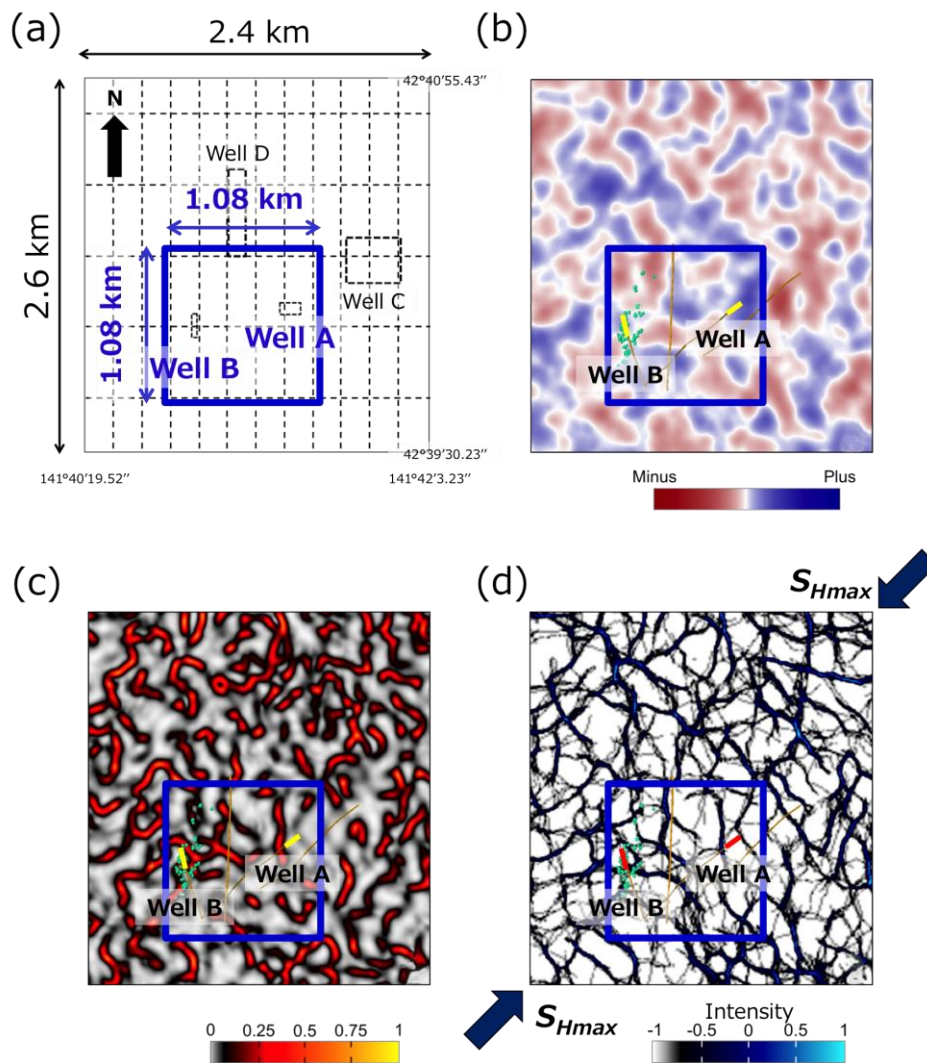 (a)
2.4 km
42°40′55.43′′
N
Well D
1.08 km
2.6 km
1.08 km
Well C
Well A
Well B
42°39′30.23′′
141°40′19.52′′
141°42′3.23′′
(b)
Well A
Well B
Minus
Plus
(c)
Well A
Well B
0 0.25 0.5 0.75 1
(d)
SHmax
Well A
Well B
SHmax
Intensity
-1 -0.5 0 0.5 1